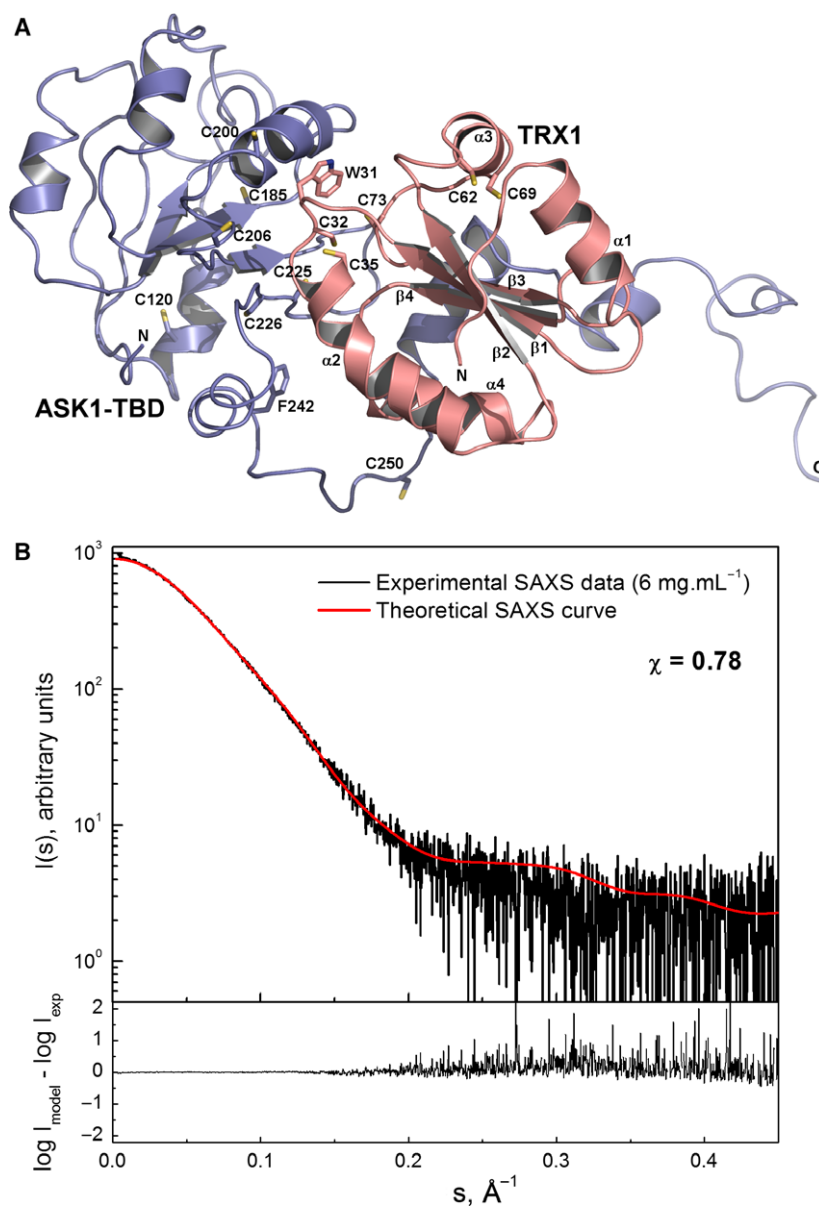 A
TRX1
α3
C200
W31
C62
C69
C185
C73
C32
α1
C206
C35
C225
β3
C120
β4
C226
N
β2
β1
α2
N
α4
ASK1-TBD
F242
C250
C
B
10³
Experimental SAXS data (6 mg.mL⁻¹)
Theoretical SAXS curve
χ = 0.78
10²
I(s), arbitrary units
10¹
10⁰
2
1
0
−1
−2
log I_model - log I_exp
0.0 0.1 0.2 0.3 0.4
s, Å⁻¹